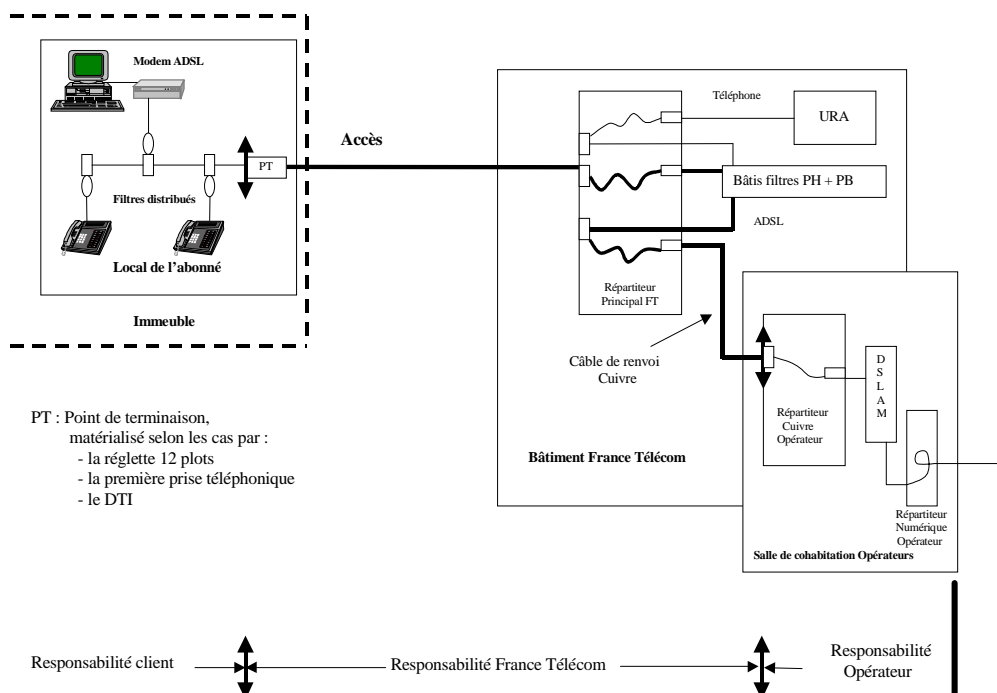 Modem ADSL
PT
Filtres distribués
Local de l'abonné
Immeuble
Accès
Téléphone
URA
Bâtis filtres PH + PB
ADSL
Répartiteur
Principal FT
Câble de renvoi
Cuivre
Bâtiment France Télécom
Répartiteur
Cuivre
Opérateur
D
S
L
A
M
Répartiteur
Numérique
Opérateur
Salle de cohabitation Opérateurs
PT : Point de terminaison,
matérialisé selon les cas par :
- la réglette 12 plots
- la première prise téléphonique
- le DTI
Responsabilité client
Responsabilité France Télécom
Responsabilité
Opérateur